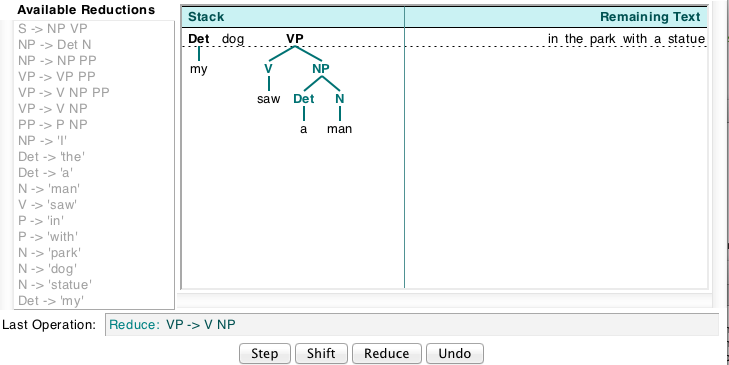 Available Reductions
S -> NP VP
NP -> Det N
NP -> NP PP
VP -> VP PP
VP -> V NP PP
VP -> V NP
PP -> P NP
NP -> 'I'
Det -> 'the'
Det -> 'a'
N -> 'man'
V -> 'saw'
P -> 'in'
P -> 'with'
N -> 'park'
N -> 'dog'
N -> 'statue'
Det -> 'my'
Stack Remaining Text
Det dog VP in the park with a statue
my V NP
saw Det N
a man
Last Operation: Reduce: VP -> V NP
Step Shift Reduce Undo